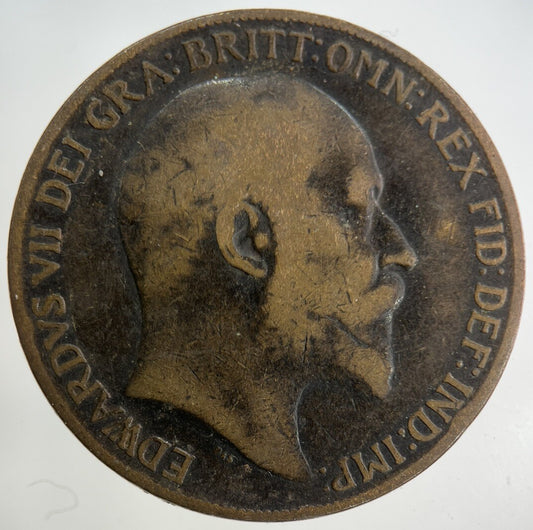 EDWARDVS VII DEI GRA: BRITT: OMN: REX FID: DEF: IND: IMP: